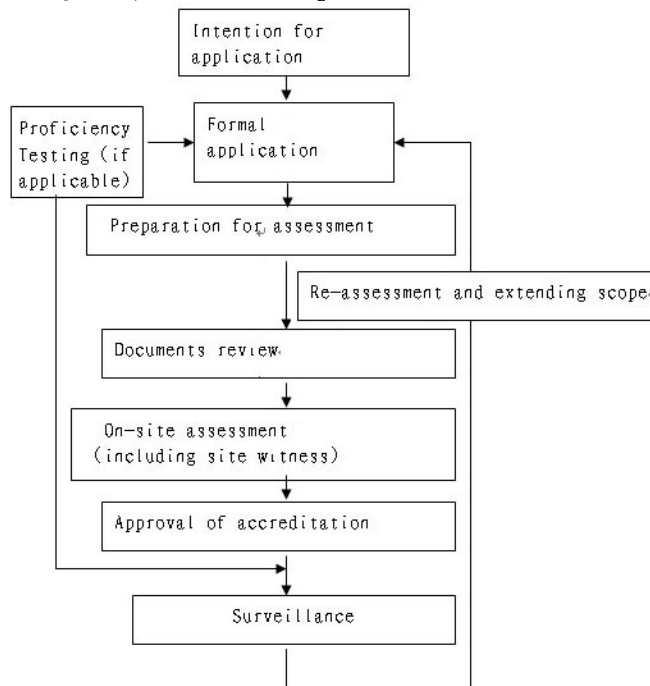 Intention for
application
Proficiency
Testing (if
applicable)
Formal
application
Preparation for assessment
Re-assessment and extending scope
Documents review
On-site assessment
(including site witness)
Approval of accreditation
Surveillance